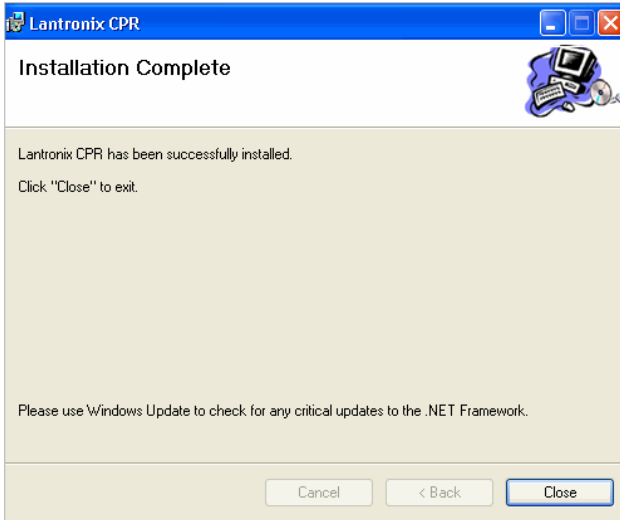 Lantronix CPR
Installation Complete
Lantronix CPR has been successfully installed.
Click "Close" to exit.
Please use Windows Update to check for any critical updates to the .NET Framework.
Cancel
< Back
Close